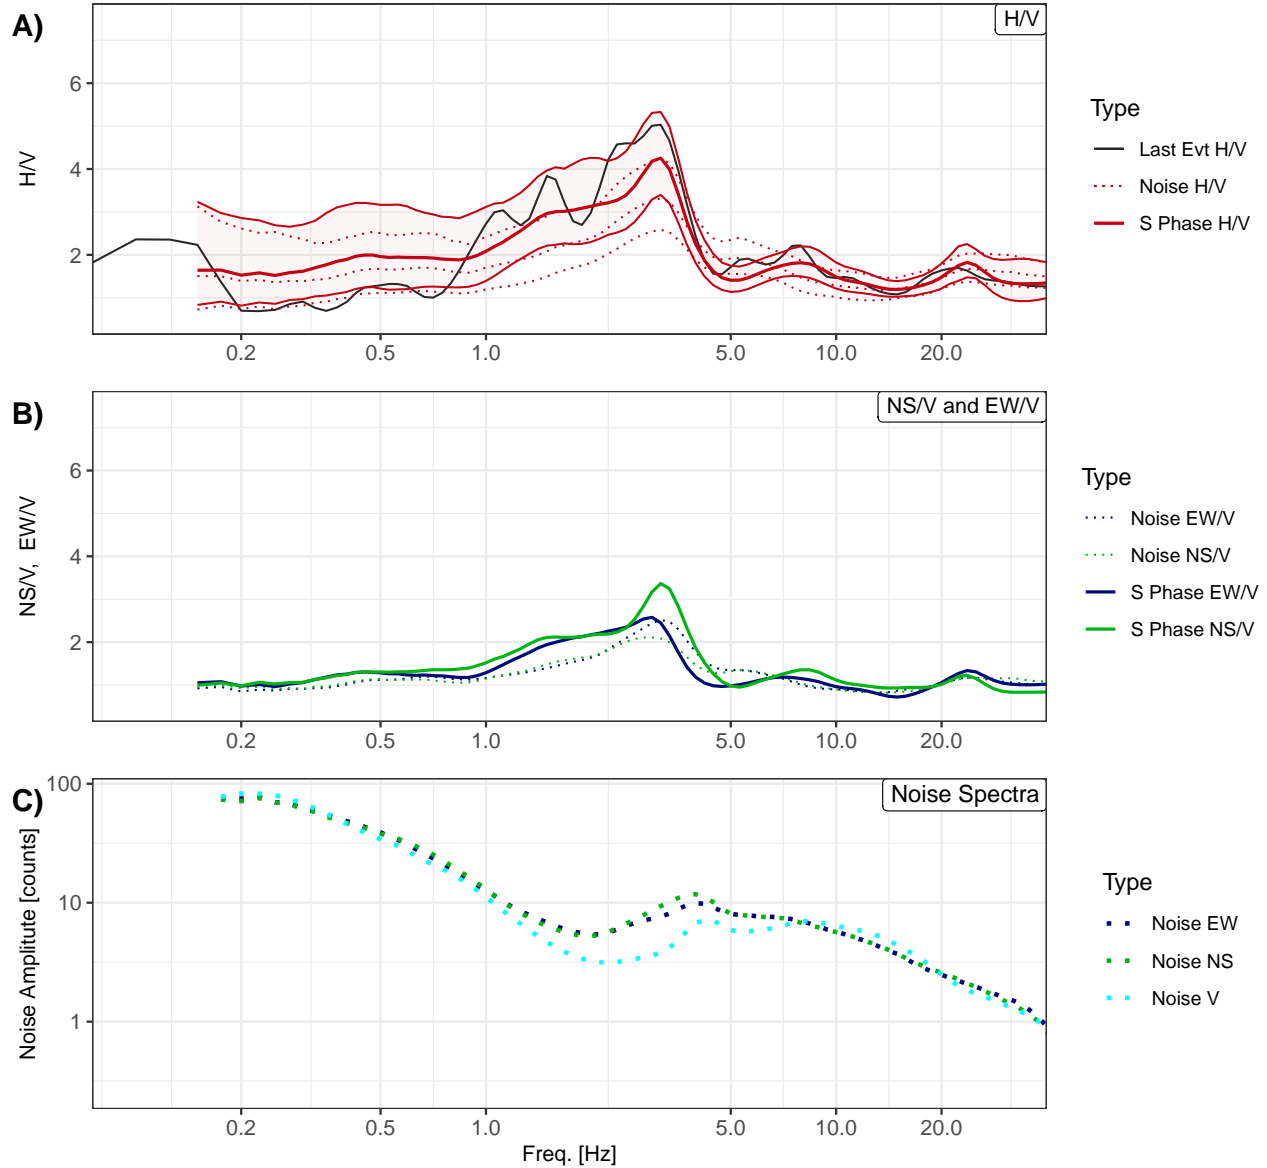 A)
H/V
6
4
2
H/V
0.2 0.5 1.0 5.0 10.0 20.0
Type
Last Evt H/V
Noise H/V
S Phase H/V
B)
NS/V and EW/V
6
4
2
NS/V,  EW/V
0.2 0.5 1.0 5.0 10.0 20.0
Type
Noise EW/V
Noise NS/V
S Phase EW/V
S Phase NS/V
C)
Noise Spectra
100
10
1
Noise Amplitute [counts]
0.2 0.5 1.0 5.0 10.0 20.0
Freq. [Hz]
Type
Noise EW
Noise NS
Noise V